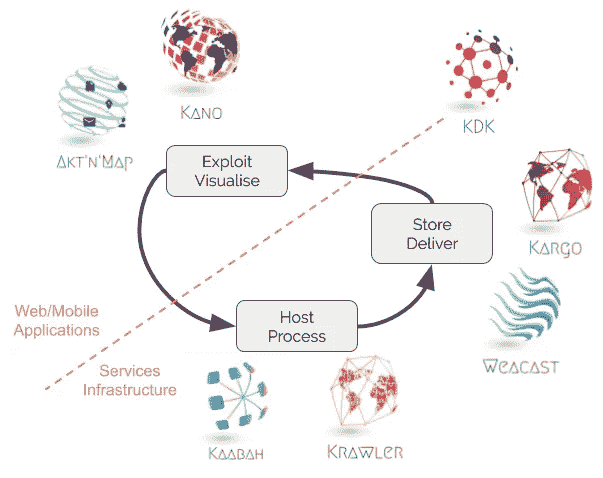 KANO
KDK
AKT'N'MAP
Exploit
Visualise
Store
Deliver
KARGO
Web/Mobile
Applications
Host
Process
WEACAST
Services
Infrastructure
KAABAH
KRAWLER